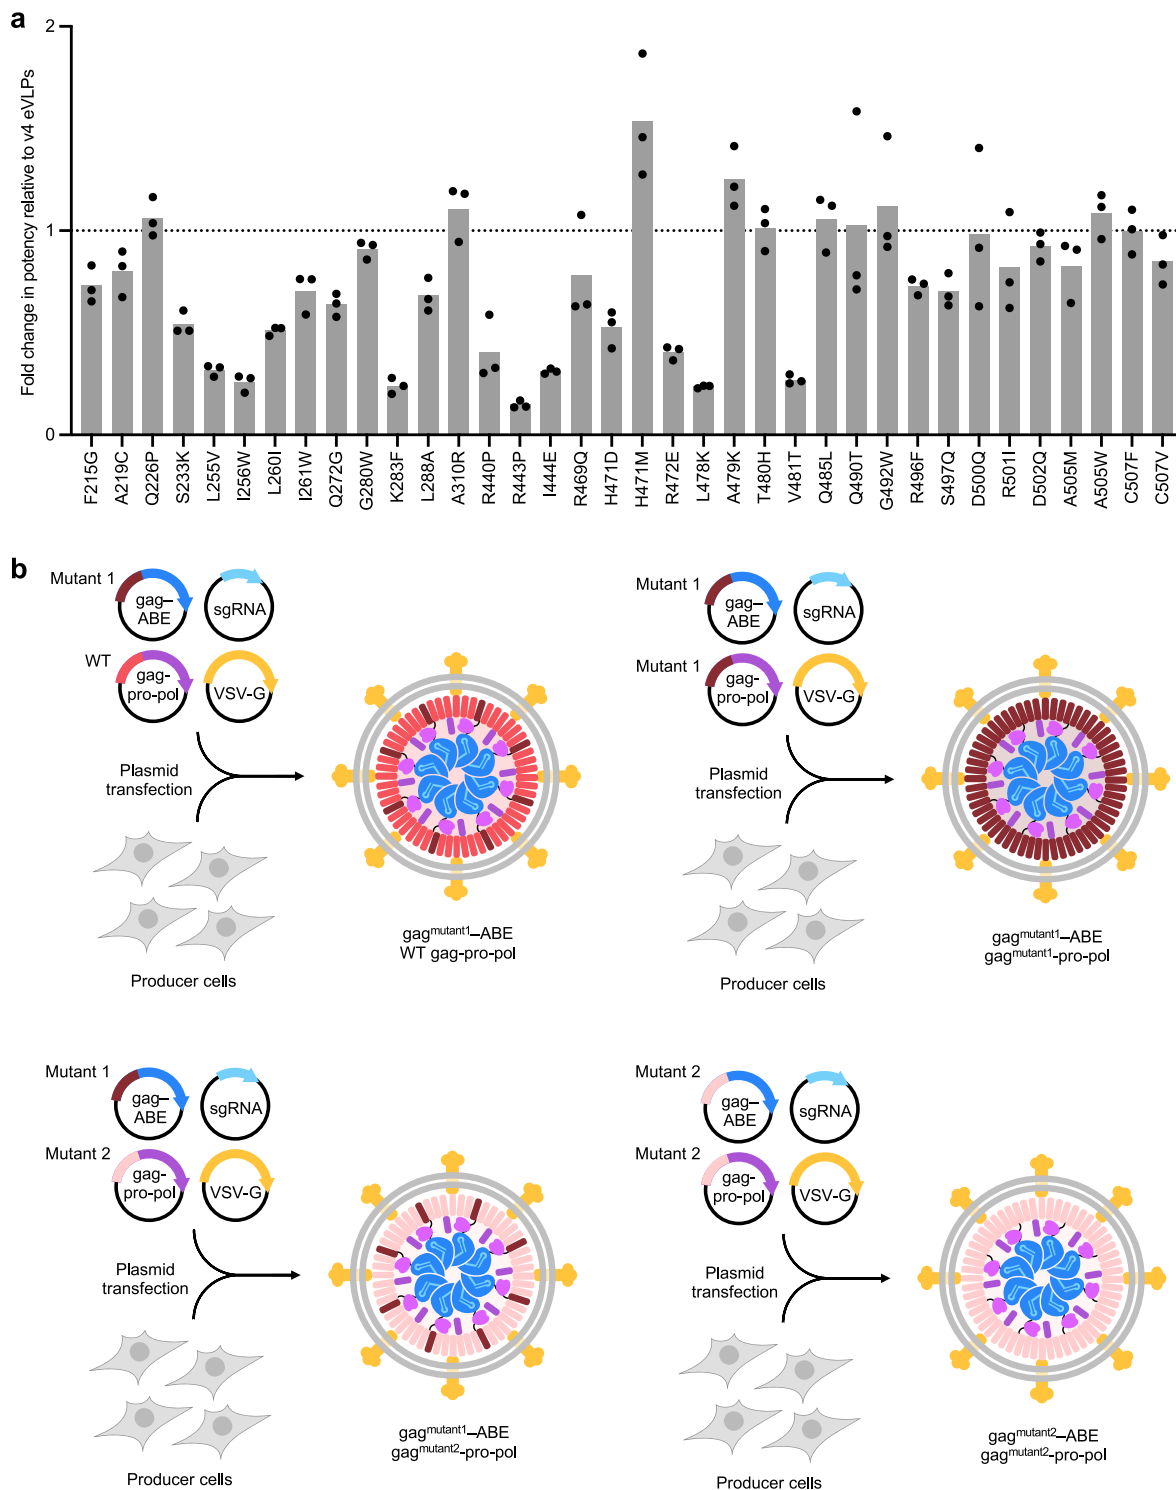 a
Fold change in potency relative to v4 eVLPs
2
1
0
F215G
A219C
Q226P
S233K
L255V
I256W
L260I
I261W
Q272G
G280W
K283F
L288A
A310R
R440P
R443P
I444E
R469Q
H471D
H471M
R472E
L478K
A479K
T480H
V481T
Q485L
Q490T
G492W
R496F
S497Q
D500Q
R501I
D502Q
A505M
A505W
C507F
C507V
b
Mutant 1
gag–
ABE
sgRNA
WT
gag-
pro-pol
VSV-G
Plasmid
transfection
Producer cells
gagmutant1–ABE
WT gag-pro-pol
Mutant 1
gag–
ABE
sgRNA
Mutant 1
gag-
pro-pol
VSV-G
Plasmid
transfection
Producer cells
gagmutant1–ABE
gagmutant1-pro-pol
Mutant 1
gag–
ABE
sgRNA
Mutant 2
gag-
pro-pol
VSV-G
Plasmid
transfection
Producer cells
gagmutant1–ABE
gagmutant2-pro-pol
Mutant 2
gag–
ABE
sgRNA
Mutant 2
gag-
pro-pol
VSV-G
Plasmid
transfection
Producer cells
gagmutant2–ABE
gagmutant2-pro-pol